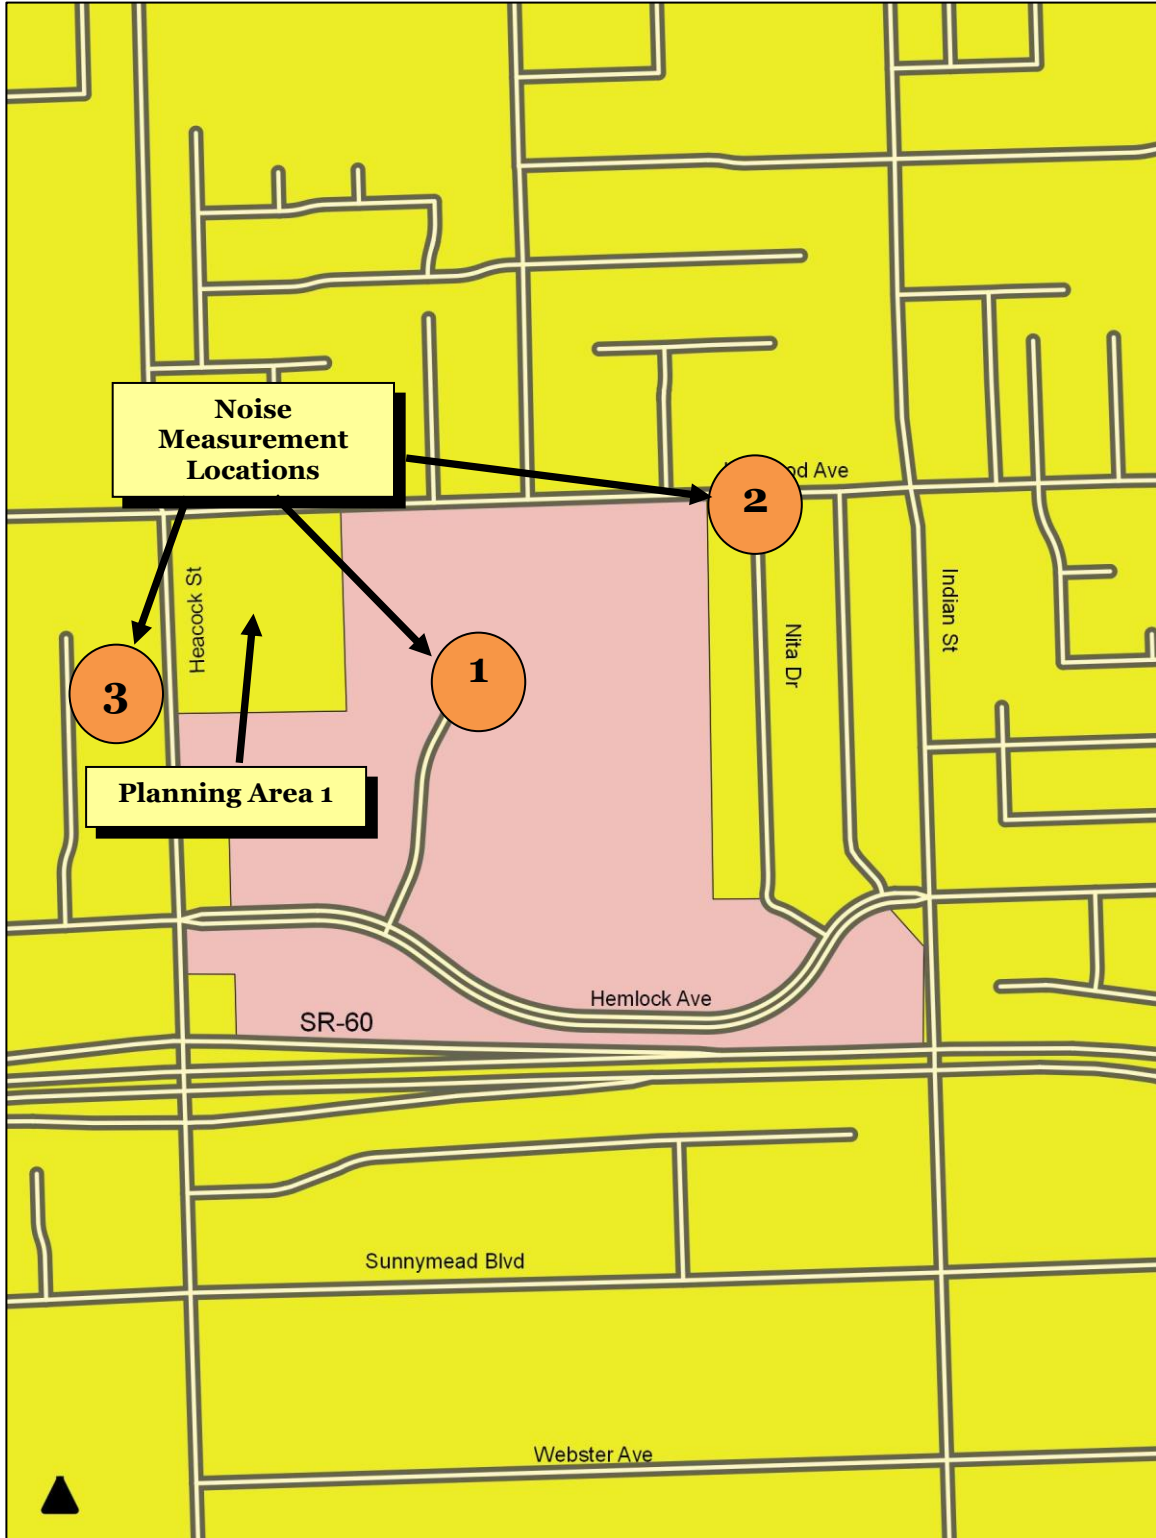 Noise
Measurement
Locations
Ave
2
Heacock St
Indian St
Nita Dr
1
3
Planning Area 1
Hemlock Ave
SR-60
Sunnymead Blvd
Webster Ave